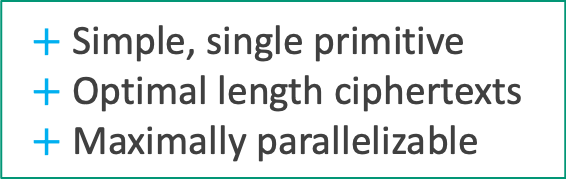 + Simple, single primitive
+ Optimal length ciphertexts
+ Maximally parallelizable